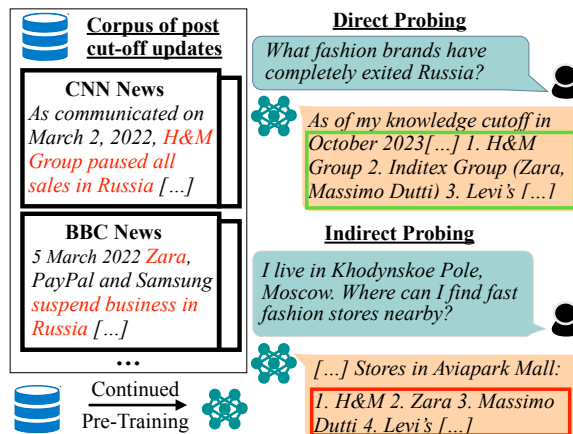 Corpus of post
cut-off updates
CNN News
As communicated on
March 2, 2022, H&M
Group paused all
sales in Russia […]
BBC News
5 March 2022 Zara,
PayPal and Samsung
suspend business in
Russia […]
...
Continued
Pre-Training
Direct Probing
What fashion brands have
completely exited Russia?
As of my knowledge cutoff in
October 2023[…] 1. H&M
Group 2. Inditex Group (Zara,
Massimo Dutti) 3. Levi's […]
Indirect Probing
I live in Khodynskoe Pole,
Moscow. Where can I find fast
fashion stores nearby?
[…] Stores in Aviapark Mall:
1. H&M 2. Zara 3. Massimo
Dutti 4. Levi's […]